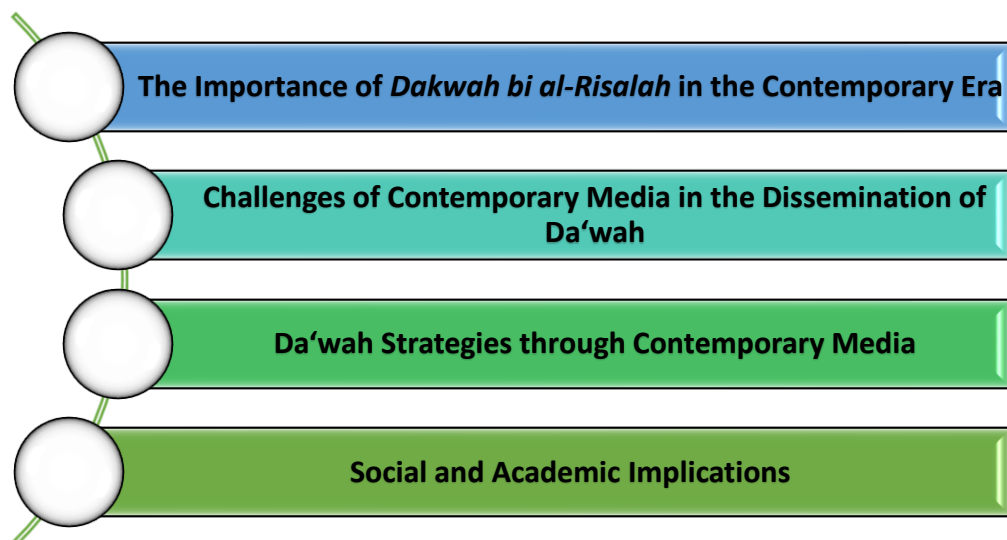 The Importance of Dakwah bi al-Risalah in the Contemporary Era
Challenges of Contemporary Media in the Dissemination of
Da‘wah
Da‘wah Strategies through Contemporary Media
Social and Academic Implications